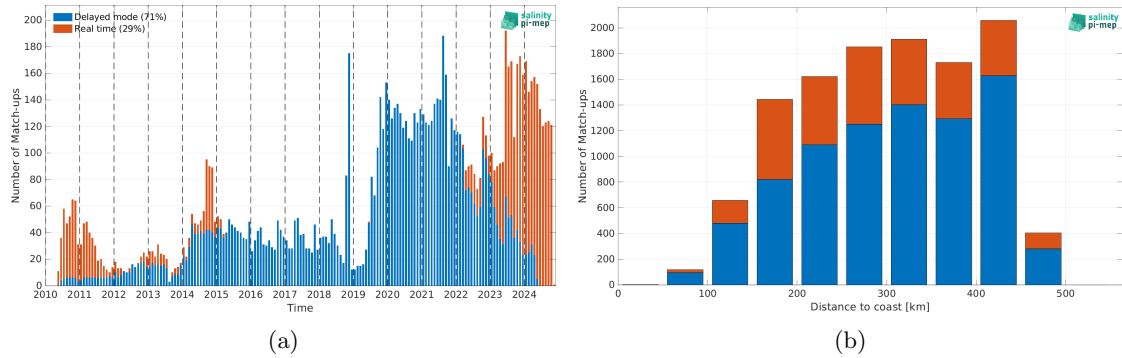 Delayed mode (71%)
Real time (29%)
salinity
pi-mep
Number of Match-ups
200
180
160
140
120
100
80
60
40
20
0
2010 2011 2012 2013 2014 2015 2016 2017 2018 2019 2020 2021 2022 2023 2024
Time
(a)
salinity
pi-mep
Number of Match-ups
2000
1800
1600
1400
1200
1000
800
600
400
200
0
0 100 200 300 400 500
Distance to coast [km]
(b)